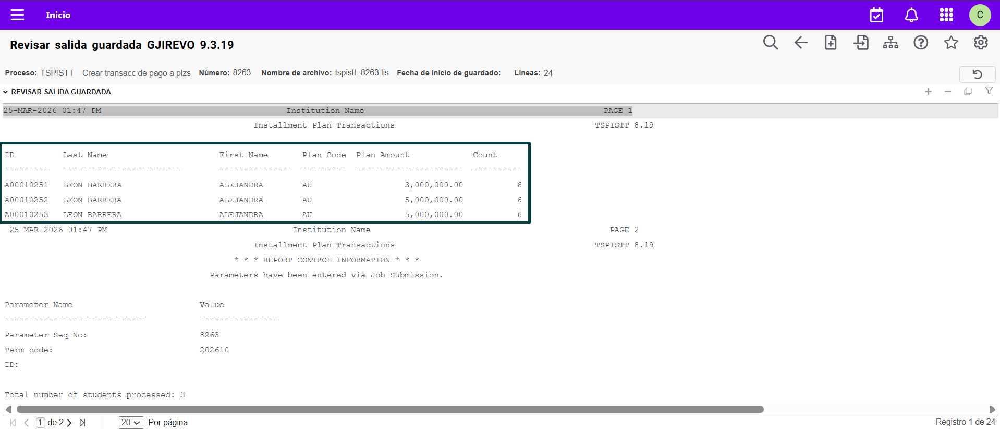 Inicio
C
Revisar salida guardada GJIREVO 9.3.19
Proceso: TSPISTT Crear transacc de pago a plzs Número: 8263 Nombre de archivo: tspistt_8263.lis Fecha de inicio de guardado: Líneas: 24
REVISAR SALIDA GUARDADA
25-MAR-2026 01:47 PM Institution Name PAGE 1
Installment Plan Transactions TSPISTT 8.19
ID Last Name First Name Plan Code Plan Amount Count
--------- ------------------------ --------------- --------- ---------------------- ----------
A00010251 LEON BARRERA ALEJANDRA AU 3,000,000.00 6
A00010252 LEON BARRERA ALEJANDRA AU 5,000,000.00 6
A00010253 LEON BARRERA ALEJANDRA AU 5,000,000.00 6
25-MAR-2026 01:47 PM Institution Name PAGE 2
Installment Plan Transactions TSPISTT 8.19
* * * REPORT CONTROL INFORMATION * * *
Parameters have been entered via Job Submission.
Parameter Name Value
----------------------------- ----------------
Parameter Seq No: 8263
Term code: 202610
ID:
Total number of students processed: 3
1 de 2 20 Por página Registro 1 de 24